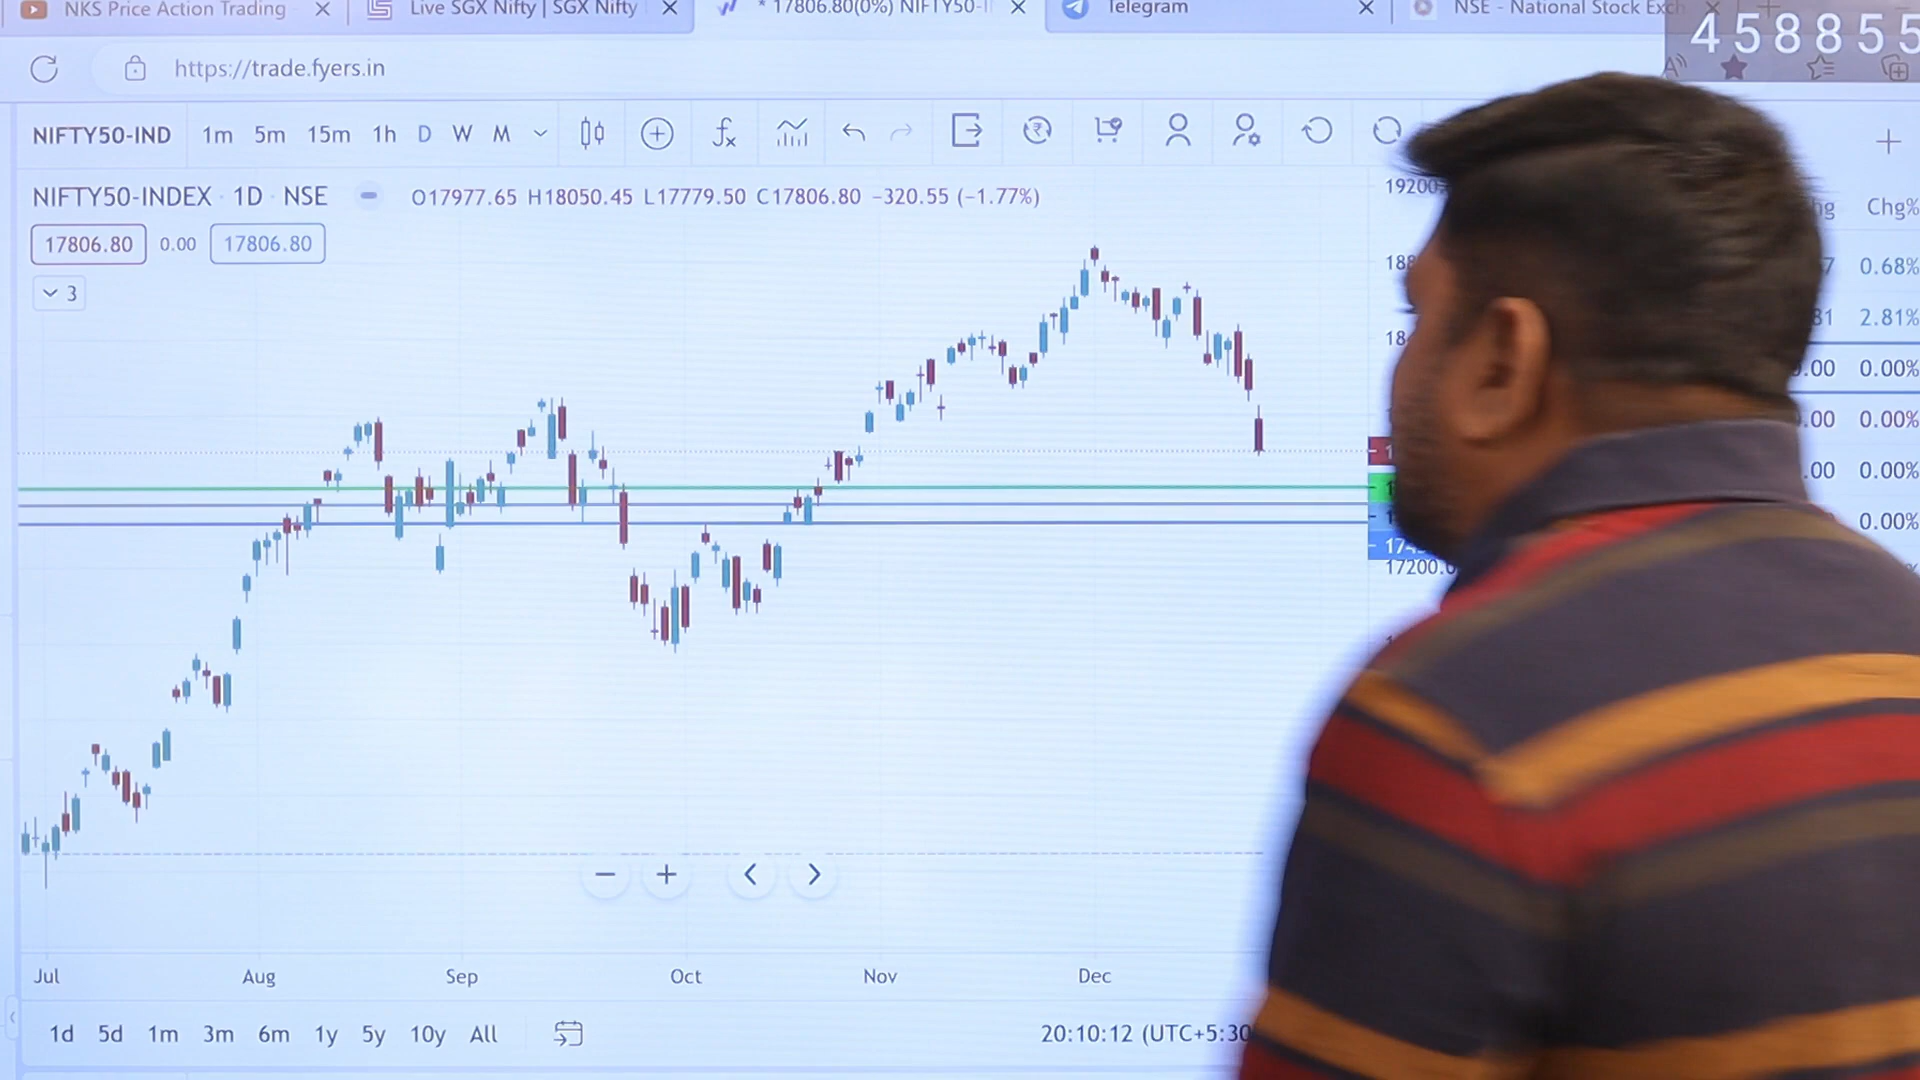 NKS Price Action Trading
Live SGX Nifty | SGX Nifty
* 17806.80(0%) NIFTY50-I
Telegram
NSE - National Stock Exch
458855
https://trade.fyers.in
NIFTY50-IND 1m 5m 15m 1h D W M
NIFTY50-INDEX · 1D · NSE O17977.65 H18050.45 L17779.50 C17806.80 −320.55 (−1.77%)
17806.80 0.00 17806.80
3
19200.
Chg%
0.68%
81 2.81%
.00 0.00%
.00 0.00%
.00 0.00%
0.00%
17200.0
Jul Aug Sep Oct Nov Dec
1d 5d 1m 3m 6m 1y 5y 10y All
20:10:12 (UTC+5:30